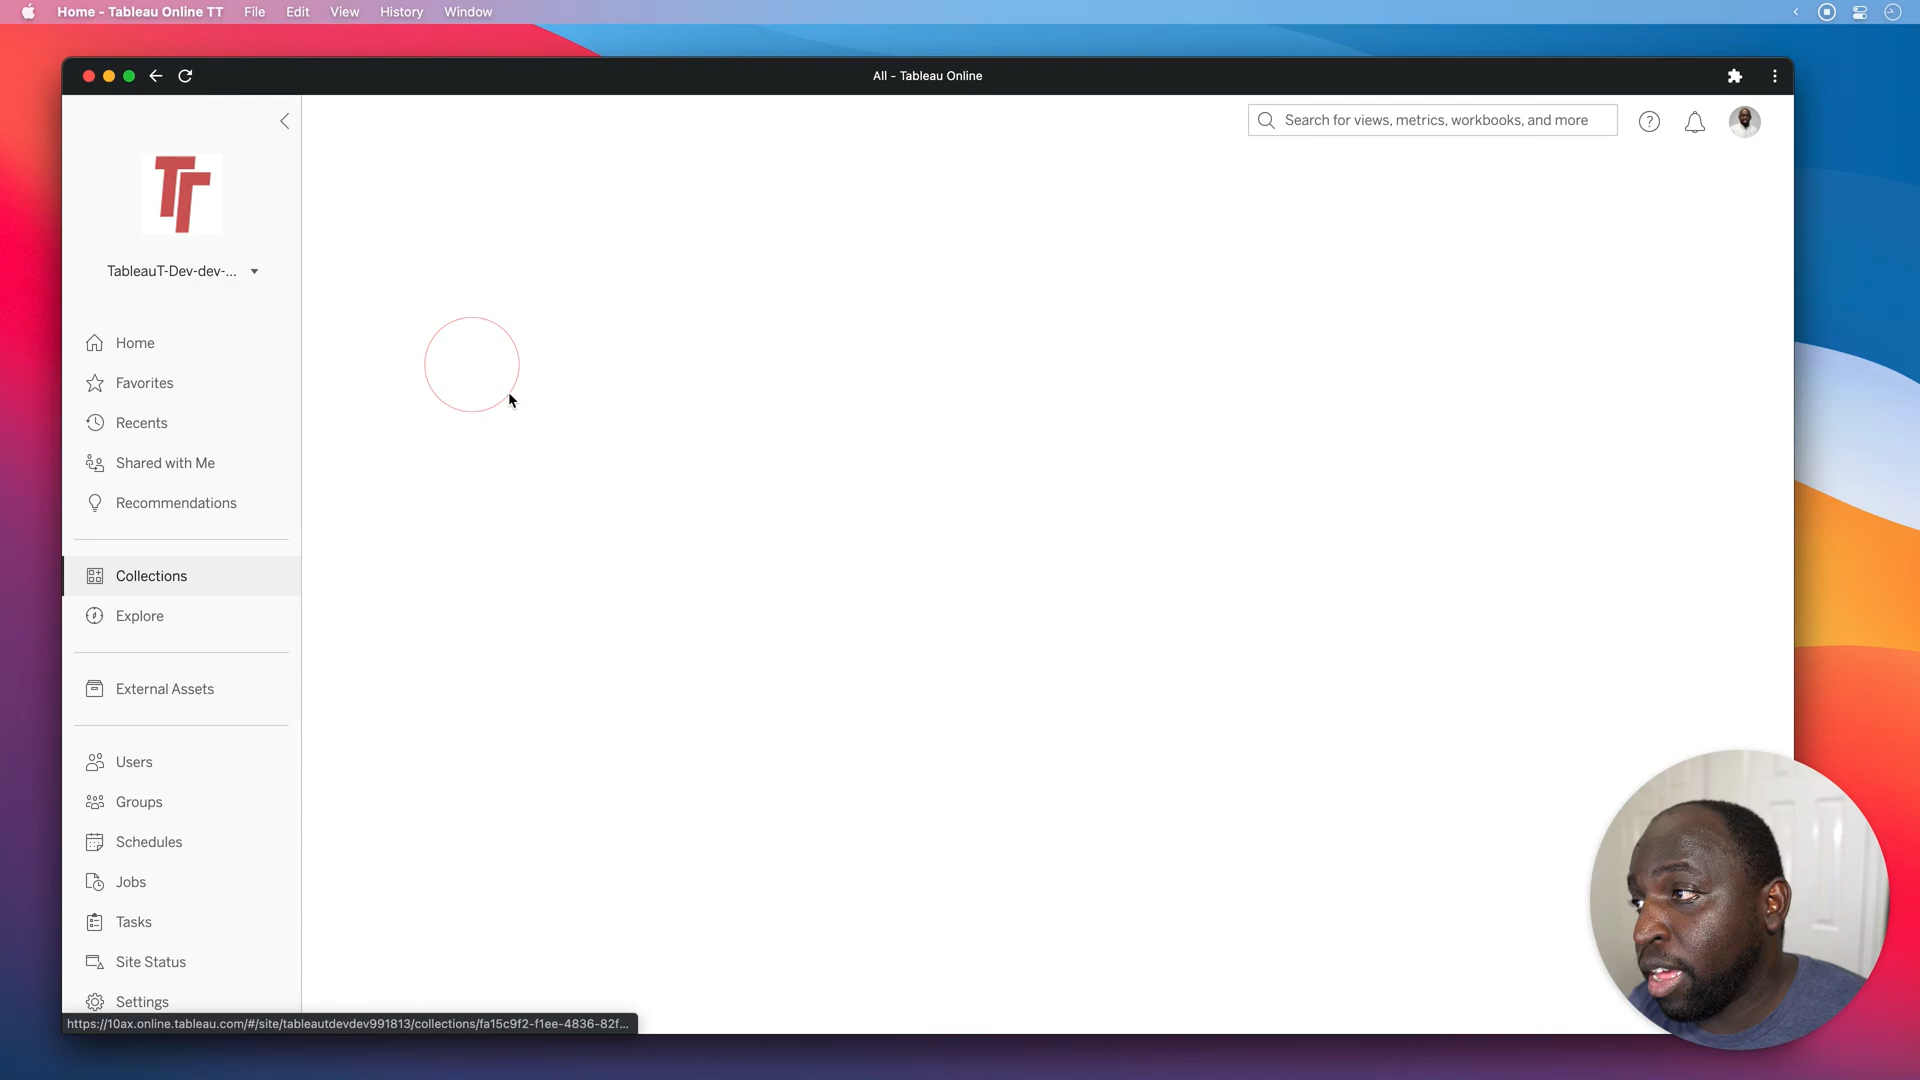 Home - Tableau Online TT File Edit View History Window
All - Tableau Online
Search for views, metrics, workbooks, and more
TT
TableauT-Dev-dev-...
Home
Favorites
Recents
Shared with Me
Recommendations
Collections
Explore
External Assets
Users
Groups
Schedules
Jobs
Tasks
Site Status
Settings
https://10ax.online.tableau.com/#/site/tableautdevdev991813/collections/fa15c9f2-f1ee-4836-82f...